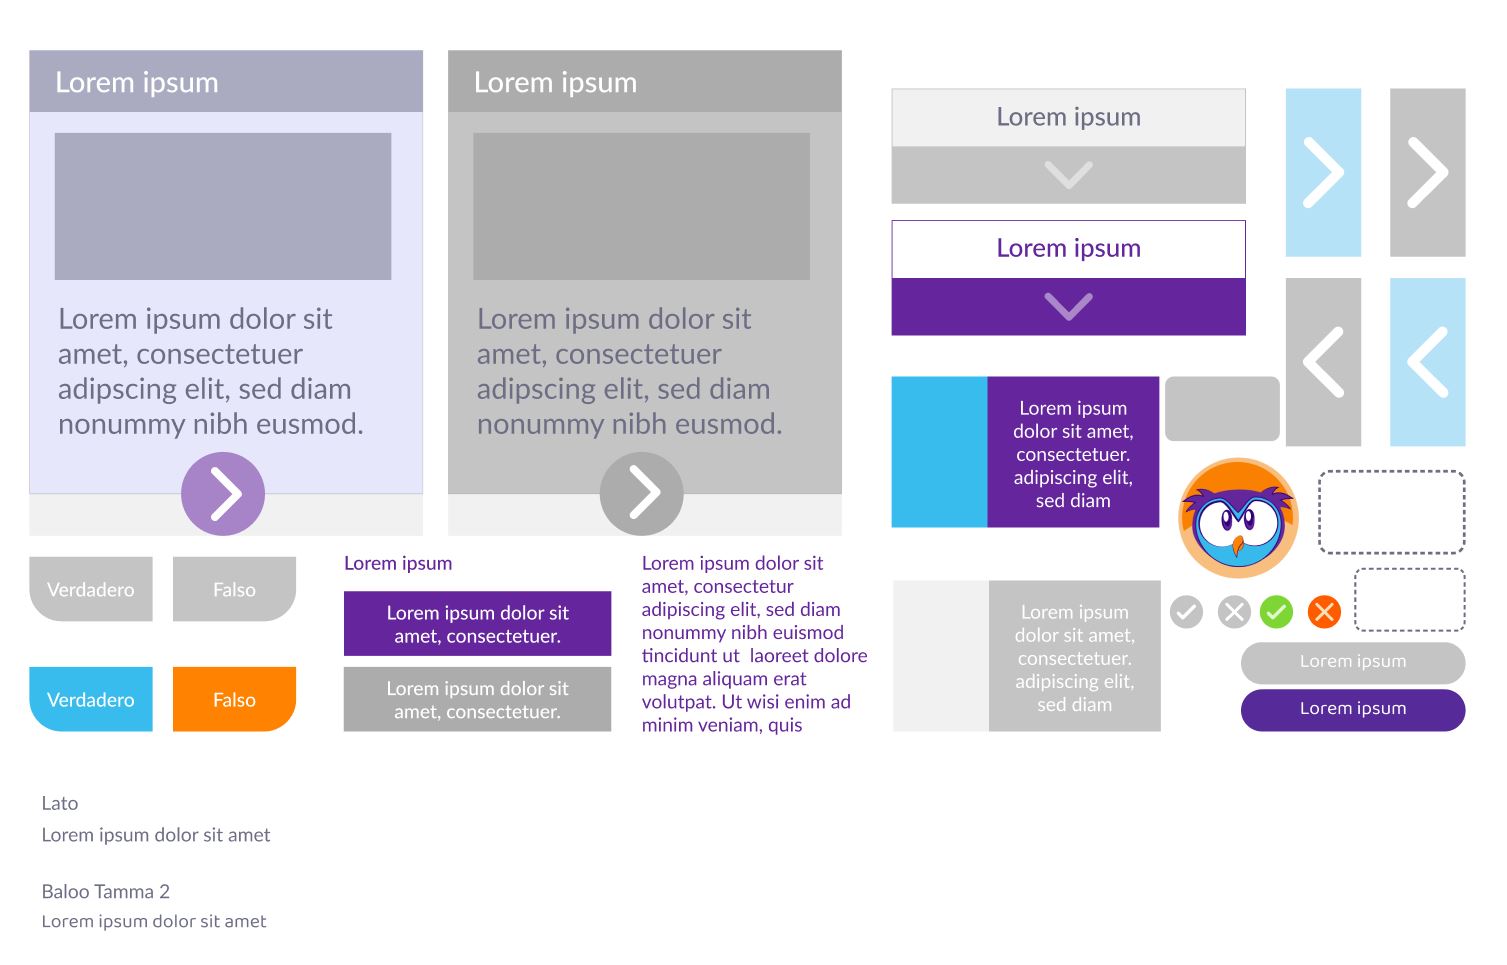 Lorem ipsum
Lorem ipsum dolor sit
amet, consectetuer
adipscing elit, sed diam
nonummy nibh eusmod.
Lorem ipsum
Lorem ipsum dolor sit
amet, consectetuer
adipscing elit, sed diam
nonummy nibh eusmod.
Lorem ipsum
Lorem ipsum
Lorem ipsum
dolor sit amet,
consectetuer.
adipiscing elit,
sed diam
Verdadero
Falso
Verdadero
Falso
Lorem ipsum
Lorem ipsum dolor sit
amet, consectetuer.
Lorem ipsum dolor sit
amet, consectetuer.
Lorem ipsum dolor sit
amet, consectetur
adipiscing elit, sed diam
nonummy nibh euismod
tincidunt ut  laoreet dolore
magna aliquam erat
volutpat. Ut wisi enim ad
minim veniam, quis
Lorem ipsum
dolor sit amet,
consectetuer.
adipiscing elit,
sed diam
Lorem ipsum
Lorem ipsum
Lato
Lorem ipsum dolor sit amet
Baloo Tamma 2
Lorem ipsum dolor sit amet